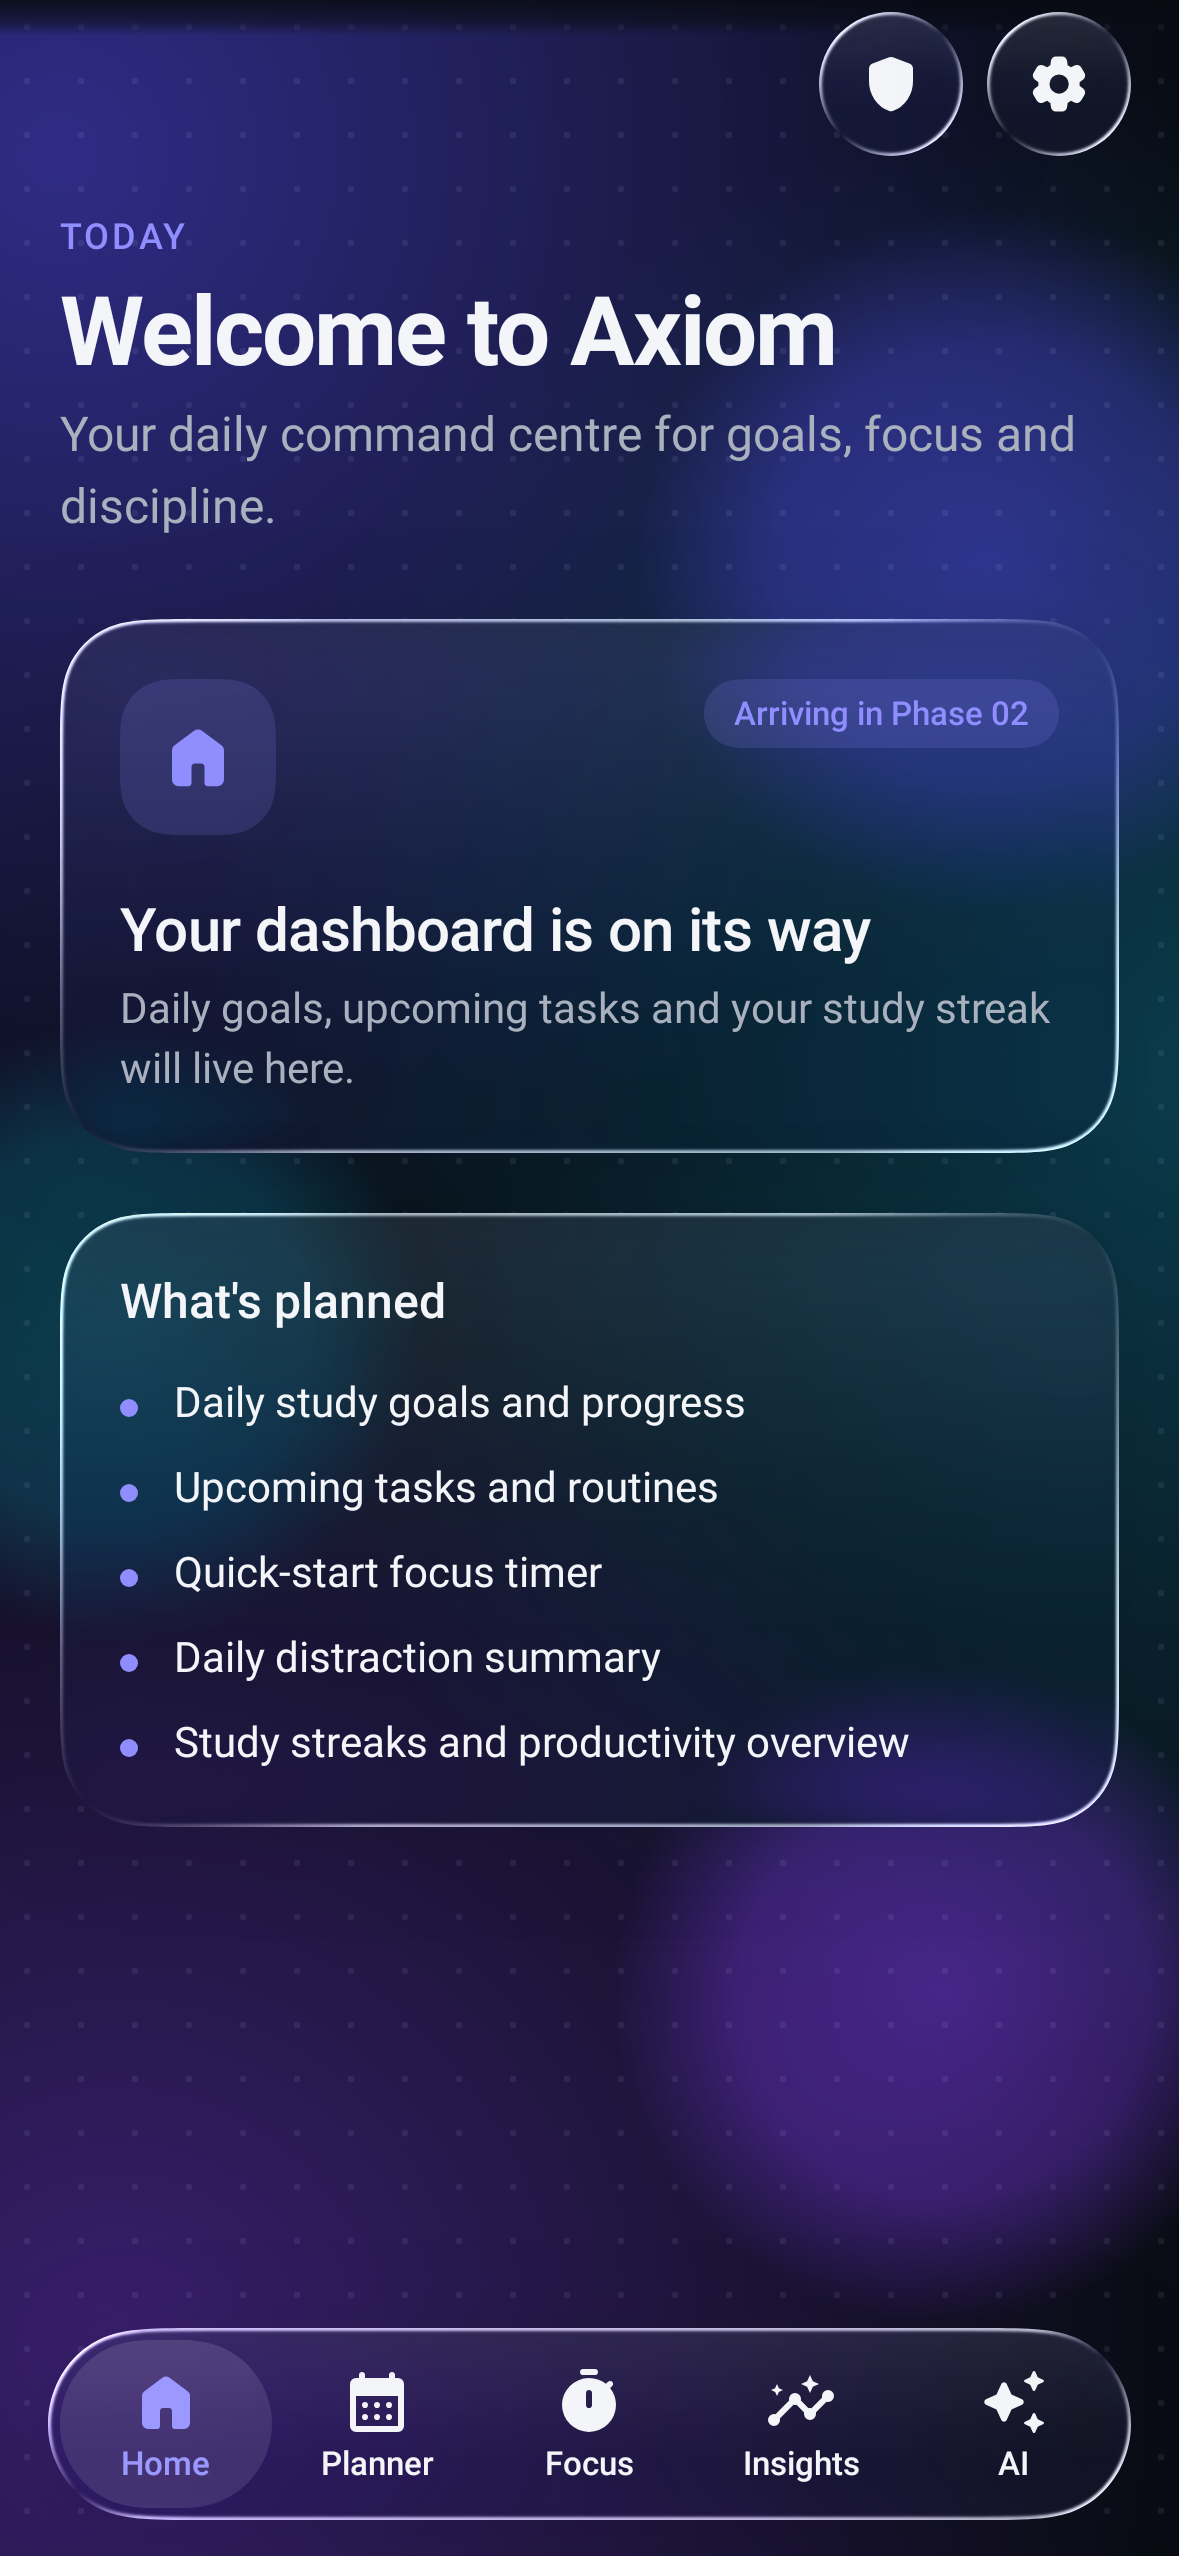 TODAY
Welcome to Axiom
Your daily command centre for goals, focus and
discipline.
Arriving in Phase 02
Your dashboard is on its way
Daily goals, upcoming tasks and your study streak
will live here.
What's planned
Daily study goals and progress
Upcoming tasks and routines
Quick-start focus timer
Daily distraction summary
Study streaks and productivity overview
Home
Planner
Focus
Insights
AI